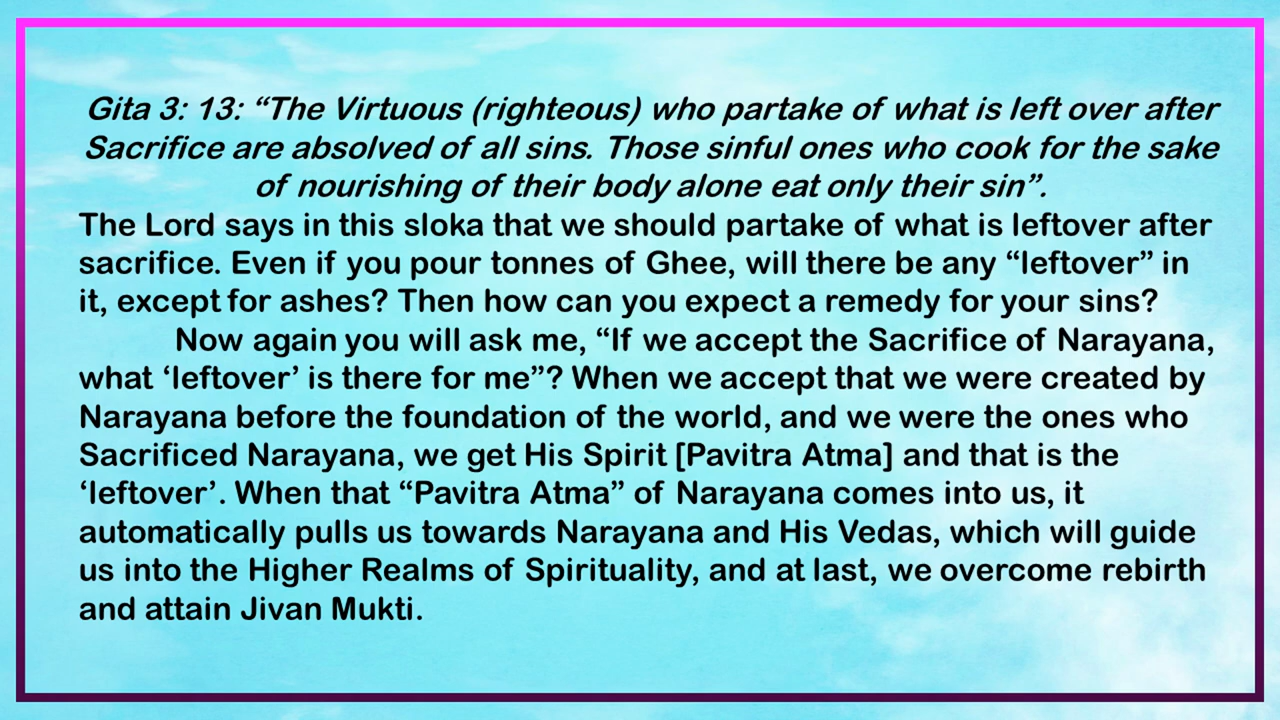 Gita 3: 13: “The Virtuous (righteous) who partake of what is left over after
Sacrifice are absolved of all sins. Those sinful ones who cook for the sake
of nourishing of their body alone eat only their sin”.
The Lord says in this sloka that we should partake of what is leftover after
sacrifice. Even if you pour tonnes of Ghee, will there be any “leftover” in
it, except for ashes? Then how can you expect a remedy for your sins?
Now again you will ask me, “If we accept the Sacrifice of Narayana,
what ‘leftover’ is there for me”? When we accept that we were created by
Narayana before the foundation of the world, and we were the ones who
Sacrificed Narayana, we get His Spirit [Pavitra Atma] and that is the
‘leftover’. When that “Pavitra Atma” of Narayana comes into us, it
automatically pulls us towards Narayana and His Vedas, which will guide
us into the Higher Realms of Spirituality, and at last, we overcome rebirth
and attain Jivan Mukti.